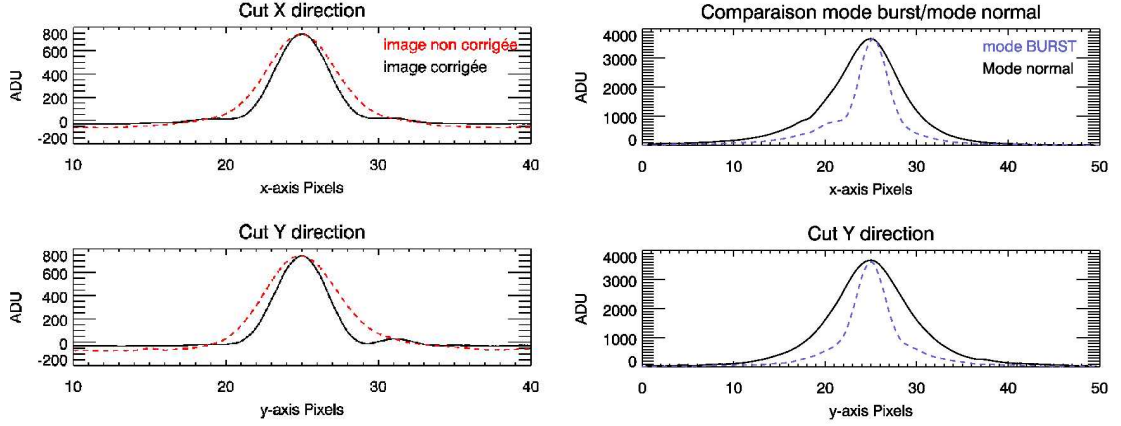 Cut X direction
image non corrigée
image corrigée
ADU
800
600
400
200
0
-200
10 20 30 40
x-axis Pixels
Comparaison mode burst/mode normal
mode BURST
Mode normal
ADU
4000
3000
2000
1000
0
0 10 20 30 40 50
x-axis Pixels
Cut Y direction
ADU
800
600
400
200
0
-200
10 20 30 40
y-axis Pixels
Cut Y direction
ADU
4000
3000
2000
1000
0
0 10 20 30 40 50
y-axis Pixels